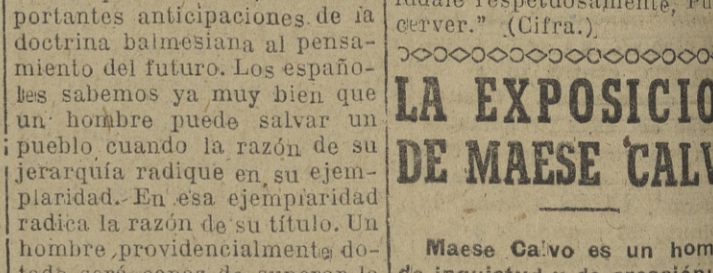 portantes anticipaciones de la
doctrina balmesiana al pensa-
miento del futuro. Los españo-
les sabemos ya muy bien que
un hombre puede salvar un
pueblo cuando la razón de su
jerarquía radique en su ejem-
plaridad. En esa ejemplaridad
radica la razón de su título. Un
hombre providencialmente do-
cerver.” (Cifra.)
LA EXPOSICIO
DE MAESE CALV
Maese Calvo es un hom